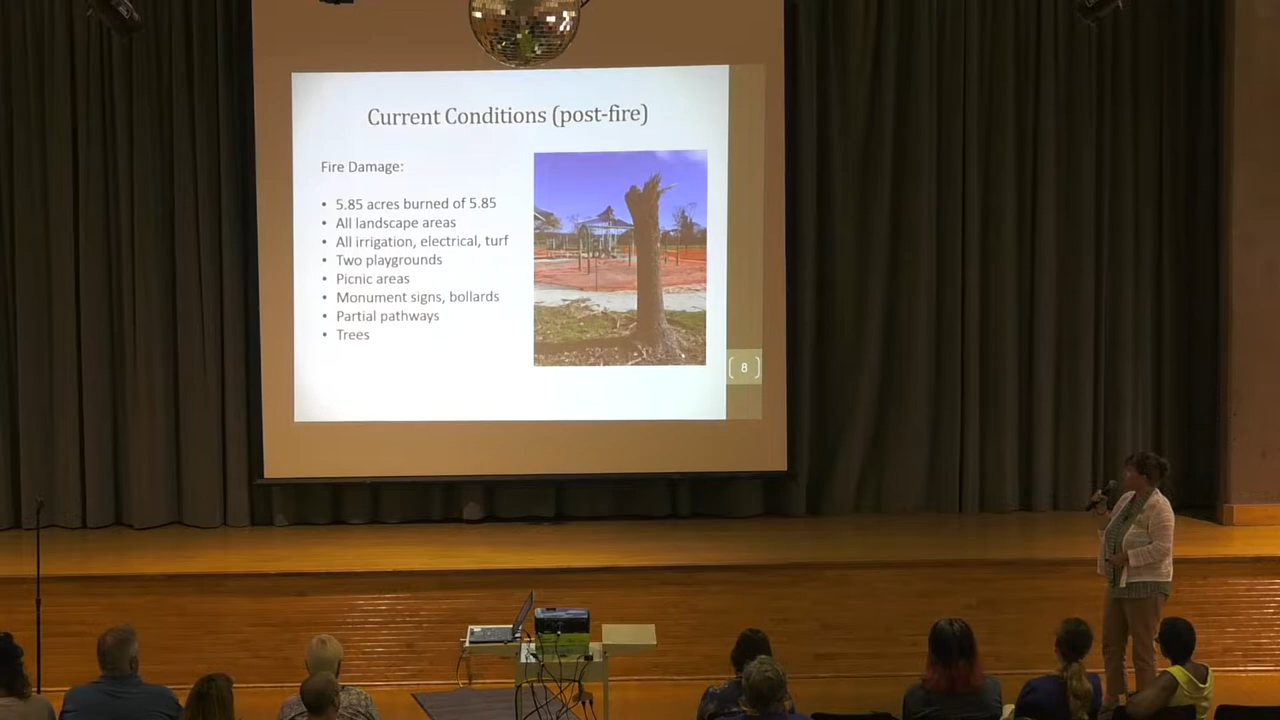 Current Conditions (post-fire)
Fire Damage:
• 5.85 acres burned of 5.85
• All landscape areas
• All irrigation, electrical, turf
• Two playgrounds
• Picnic areas
• Monument signs, bollards
• Partial pathways
• Trees
8